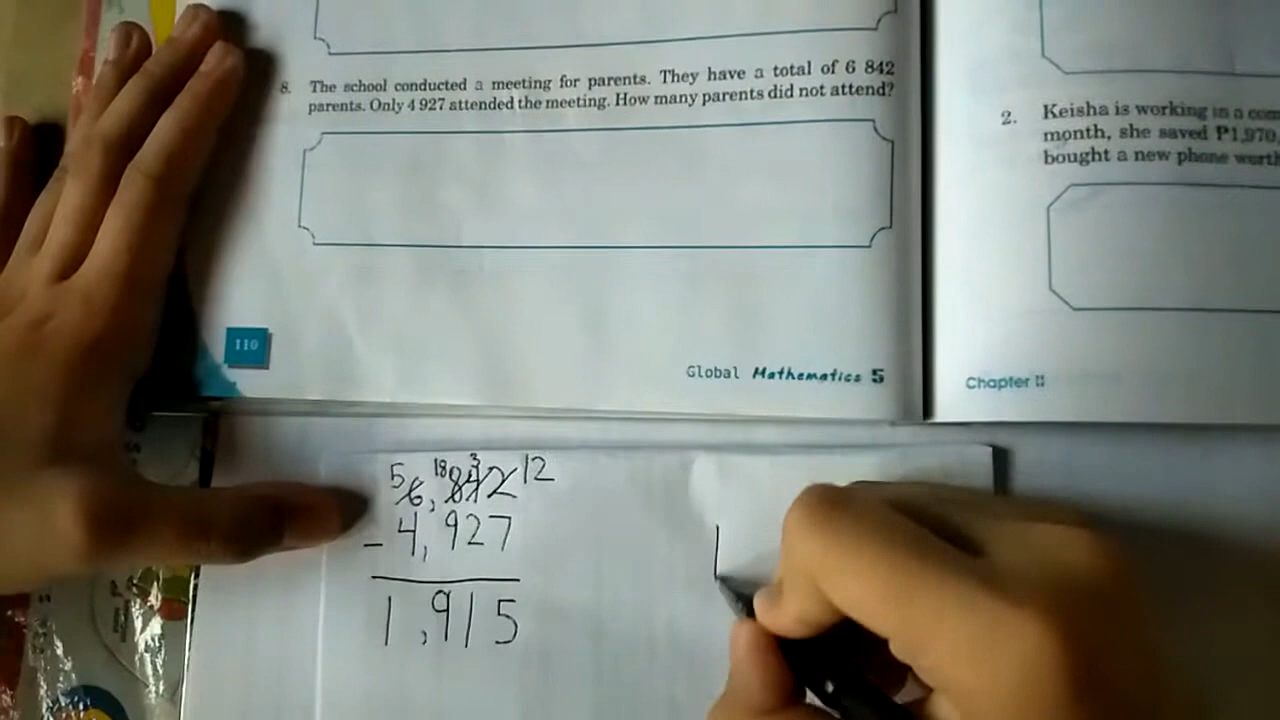 8. The school conducted a meeting for parents. They have a total of 6 842
parents. Only 4 927 attended the meeting. How many parents did not attend?
110
Global Mathematics 5
2. Keisha is working in a com
month, she saved ₱1,970,
bought a new phone worth
Chapter II
5 18 3 12
6,842
- 4,927
1,915